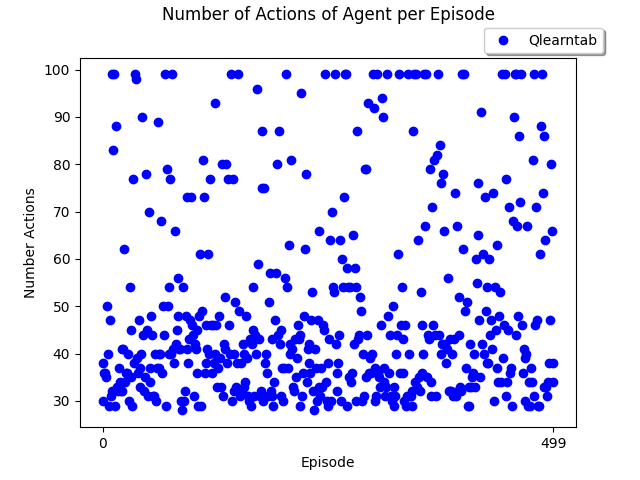 Number of Actions of Agent per Episode
Qlearntab
100
90
80
70
60
50
40
30
Number Actions
0
499
Episode